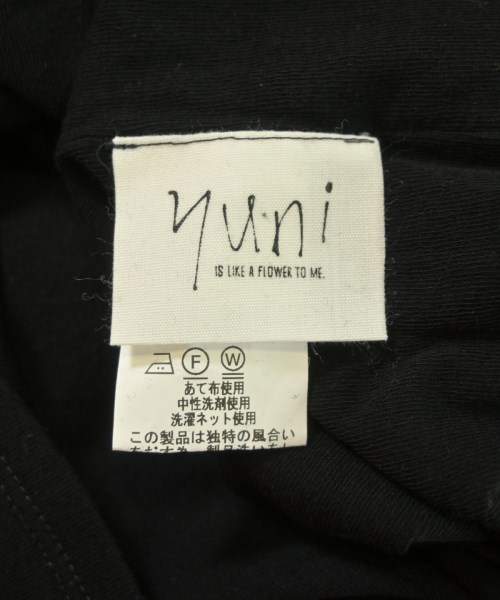 yuni
IS LIKE A FLOWER TO ME.
F W
あて布使用
中性洗剤使用
洗濯ネット使用
この製品は独特の風合い